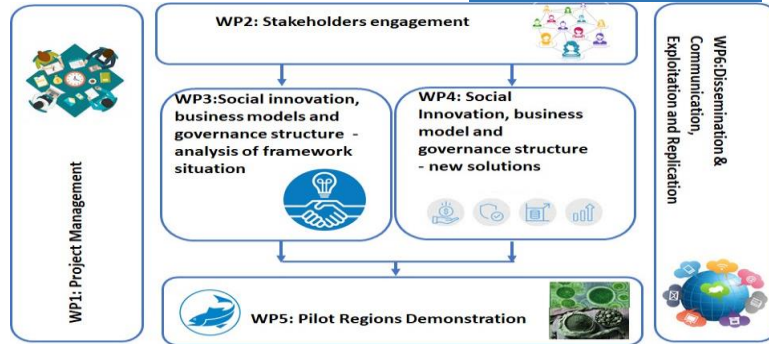 WP2: Stakeholders engagement
WP1: Project Management
WP3:Social innovation,
business models and
governance structure -
analysis of framework
situation
WP4: Social
Innovation, business
model and
governance structure
- new solutions
WP6:Dissemination &
Communication,
Exploitation and Replication
WP5: Pilot Regions Demonstration